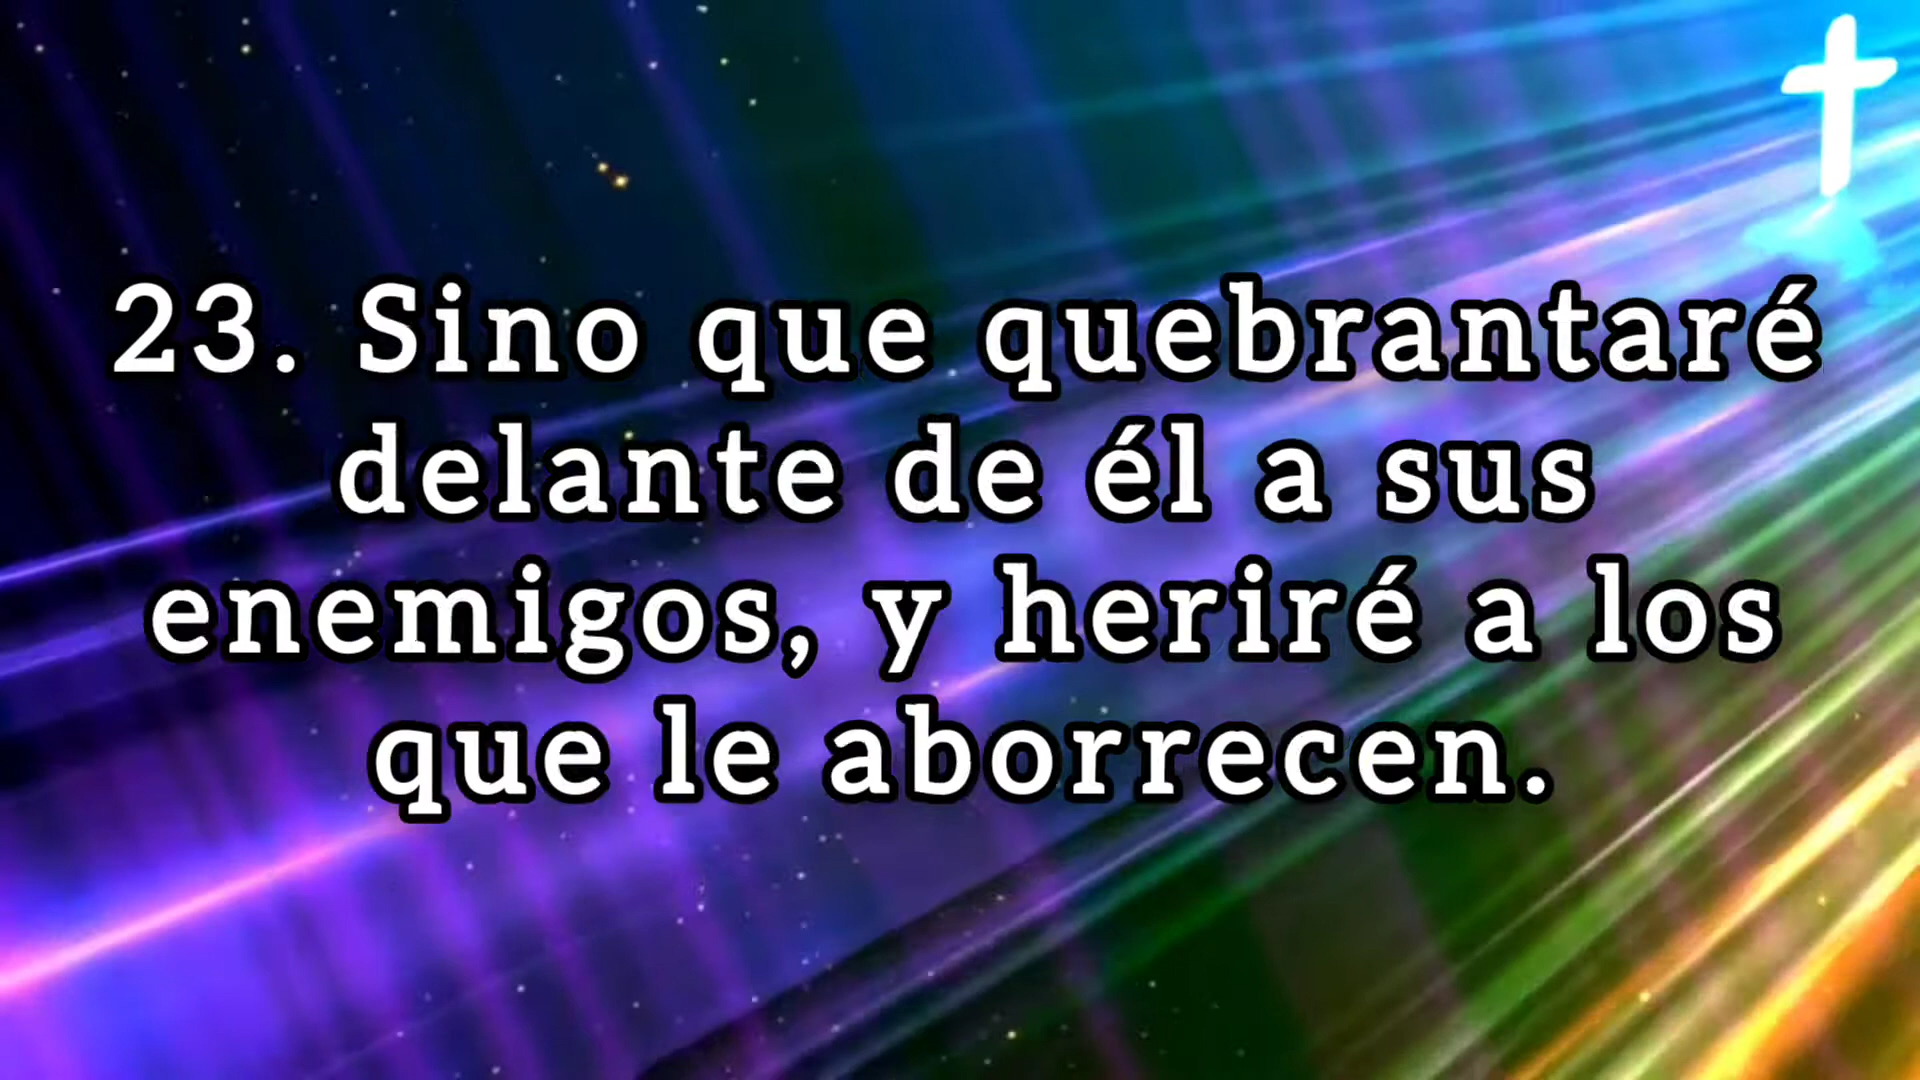 23. Sino que quebrantaré
delante de él a sus
enemigos, y heriré a los
que le aborrecen.